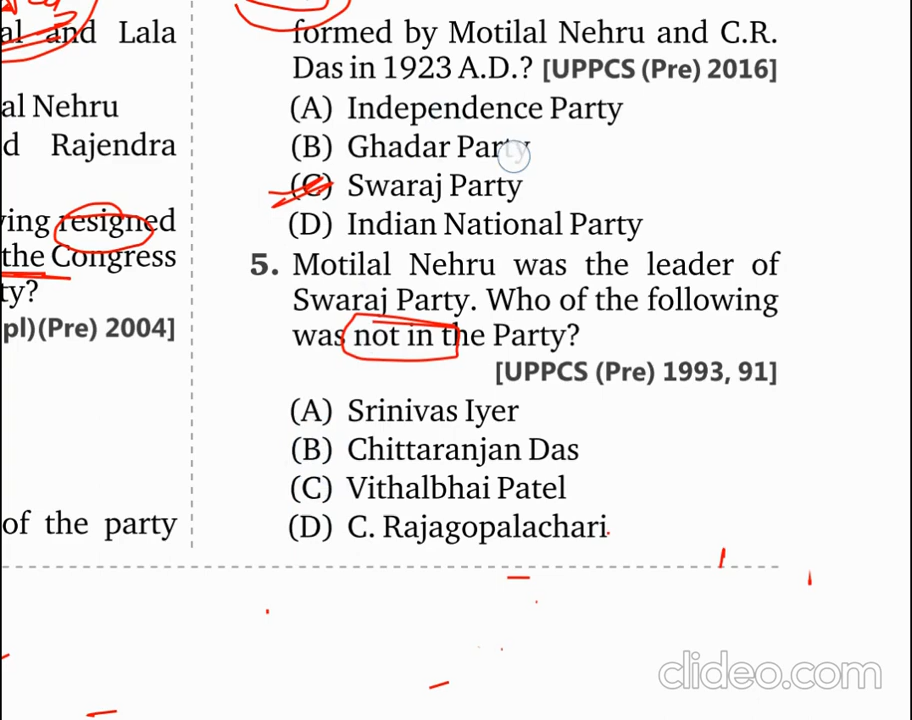 al and Lala
al Nehru
d Rajendra
ving resigned
the Congress
ty?
pl)(Pre) 2004]
of the party
formed by Motilal Nehru and C.R.
Das in 1923 A.D.? [UPPCS (Pre) 2016]
(A) Independence Party
(B) Ghadar Party
(C) Swaraj Party
(D) Indian National Party
5. Motilal Nehru was the leader of
Swaraj Party. Who of the following
was not in the Party?
[UPPCS (Pre) 1993, 91]
(A) Srinivas Iyer
(B) Chittaranjan Das
(C) Vithalbhai Patel
(D) C. Rajagopalachari
clideo.com